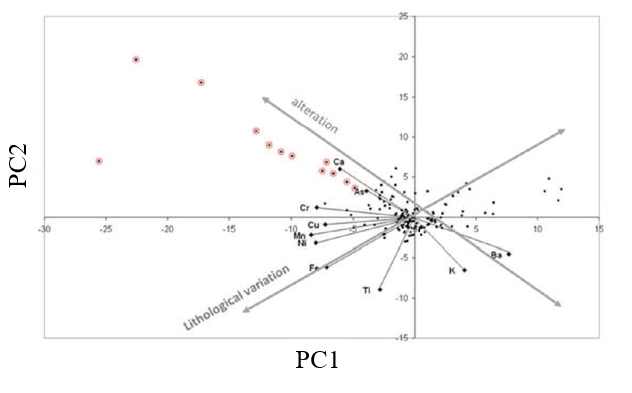 25
20
15
10
5
-5
-10
-15
-30
-25
-20
-15
-10
-5
5
10
15
PC2
PC1
alteration
Lithological variation
Ca
As
Cr
Cu
Mn
Ni
Fe
Ti
K
Ba